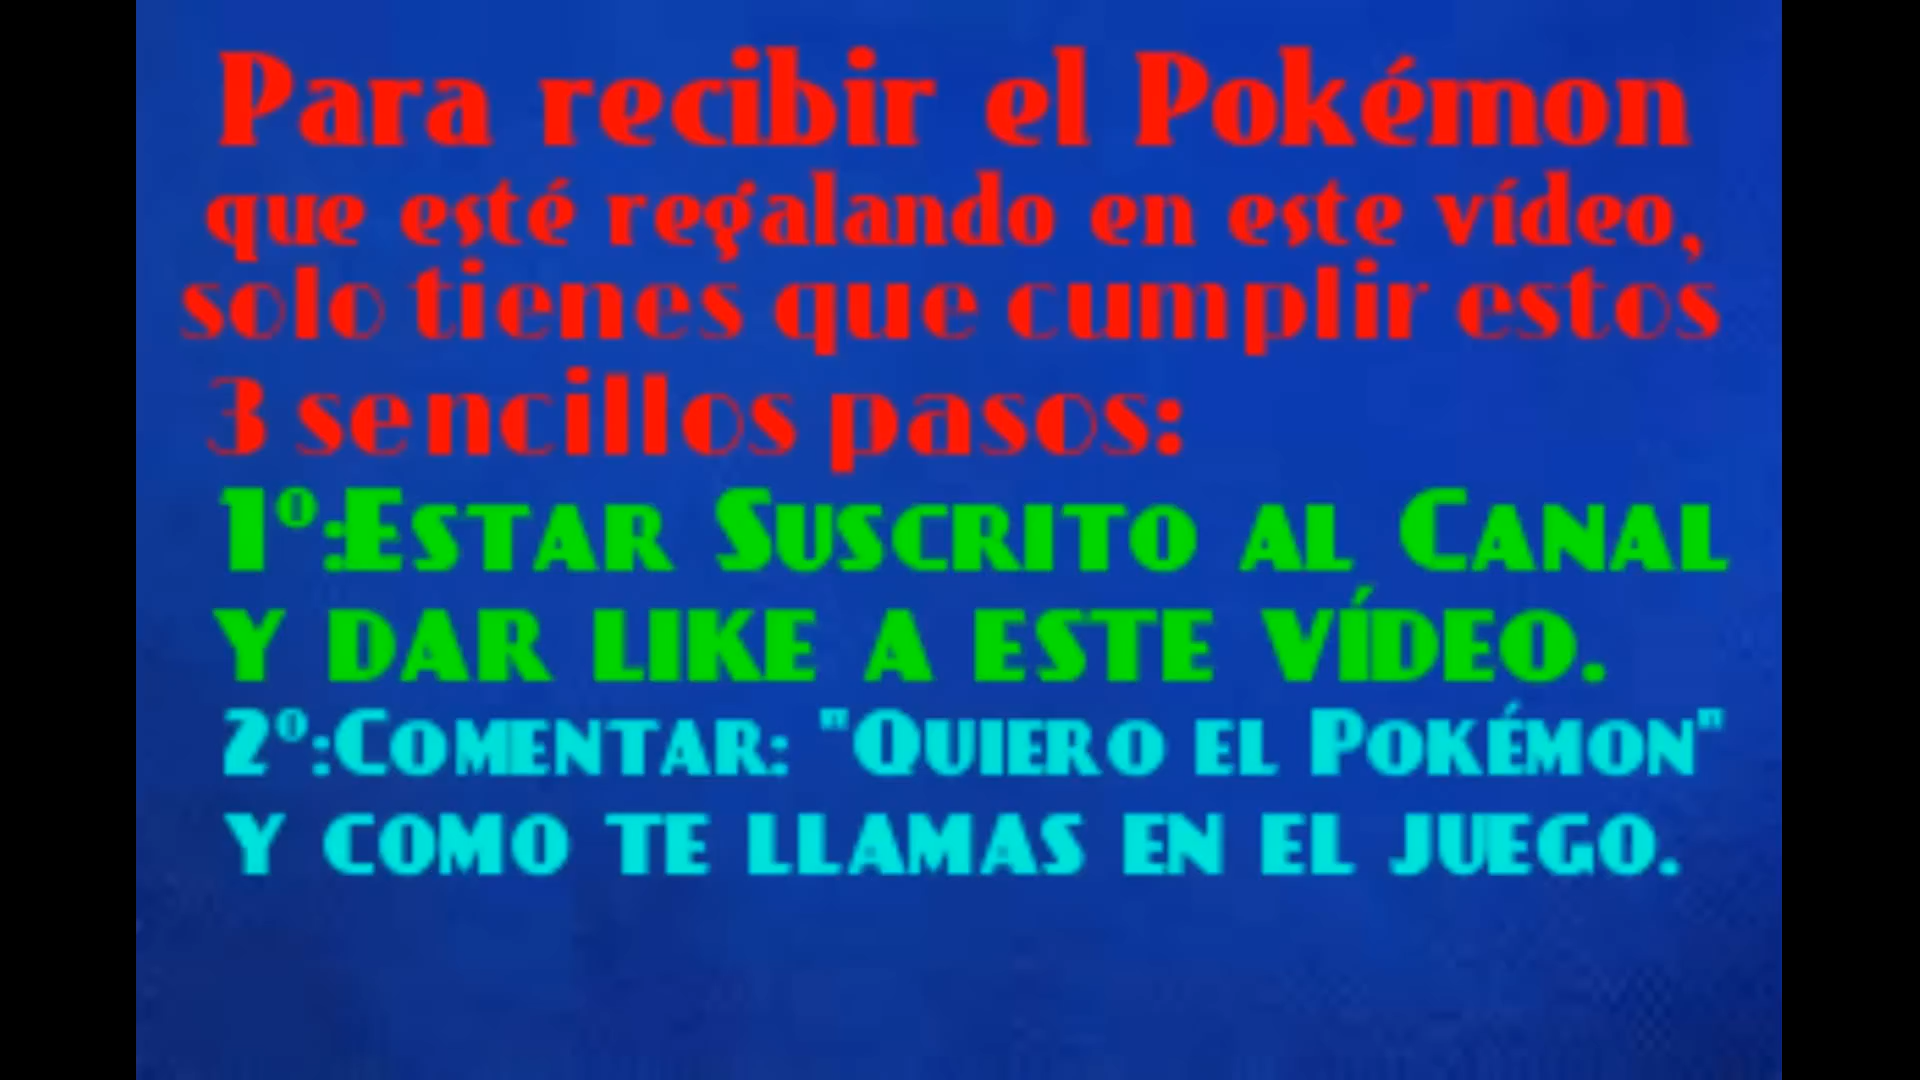 Para recibir el Pokémon
que esté regalando en este vídeo,
solo tienes que cumplir estos
3 sencillos pasos:
1º:Estar Suscrito al Canal
Y DAR LIKE A ESTE VÍDEO.
2º:Comentar: "Quiero el Pokémon"
Y COMO TE LLAMAS EN EL JUEGO.